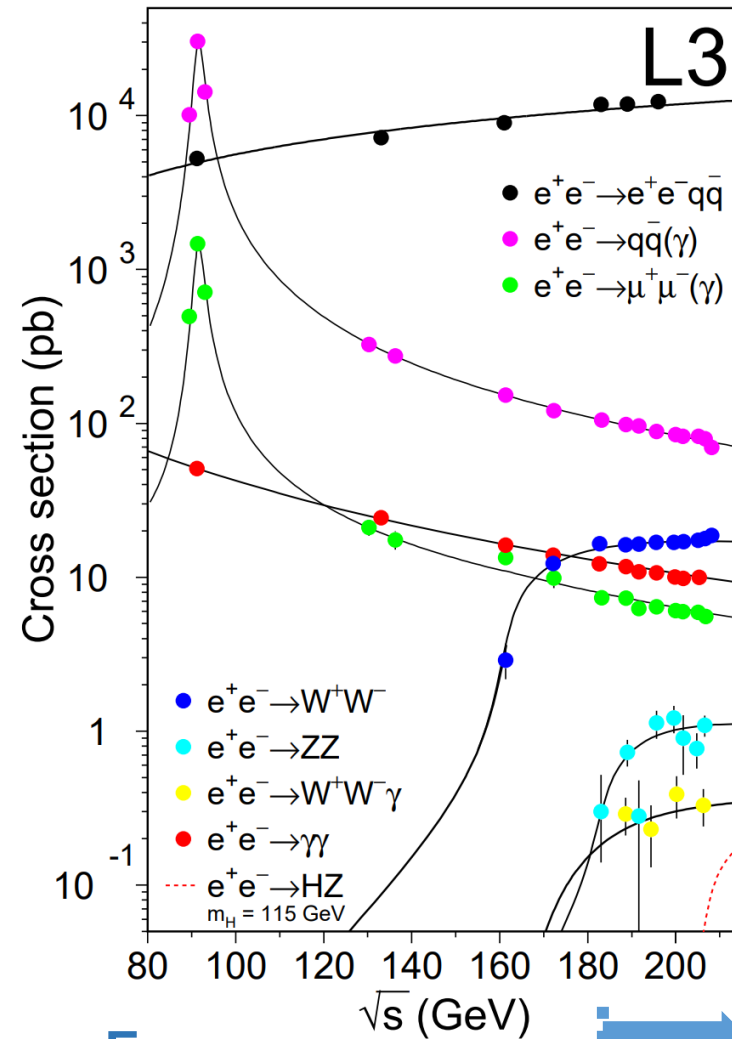 L3
10⁴
10³
10²
10
1
10⁻¹
Cross section (pb)
e⁺e⁻→e⁺e⁻qq̄
e⁺e⁻→qq̄(γ)
e⁺e⁻→μ⁺μ⁻(γ)
e⁺e⁻→W⁺W⁻
e⁺e⁻→ZZ
e⁺e⁻→W⁺W⁻γ
e⁺e⁻→γγ
e⁺e⁻→HZ
m_H = 115 GeV
80 100 120 140 160 180 200
√s (GeV)